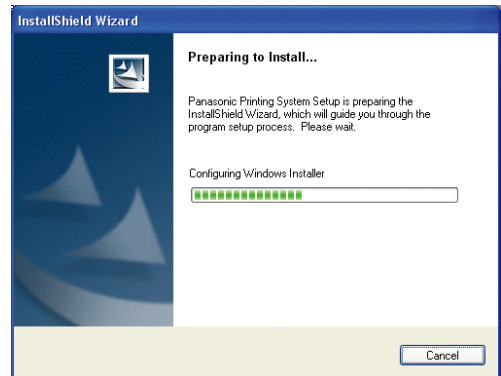 InstallShield Wizard
Preparing to Install...
Panasonic Printing System Setup is preparing the
InstallShield Wizard, which will guide you through the
program setup process. Please wait.
Configuring Windows Installer
Cancel